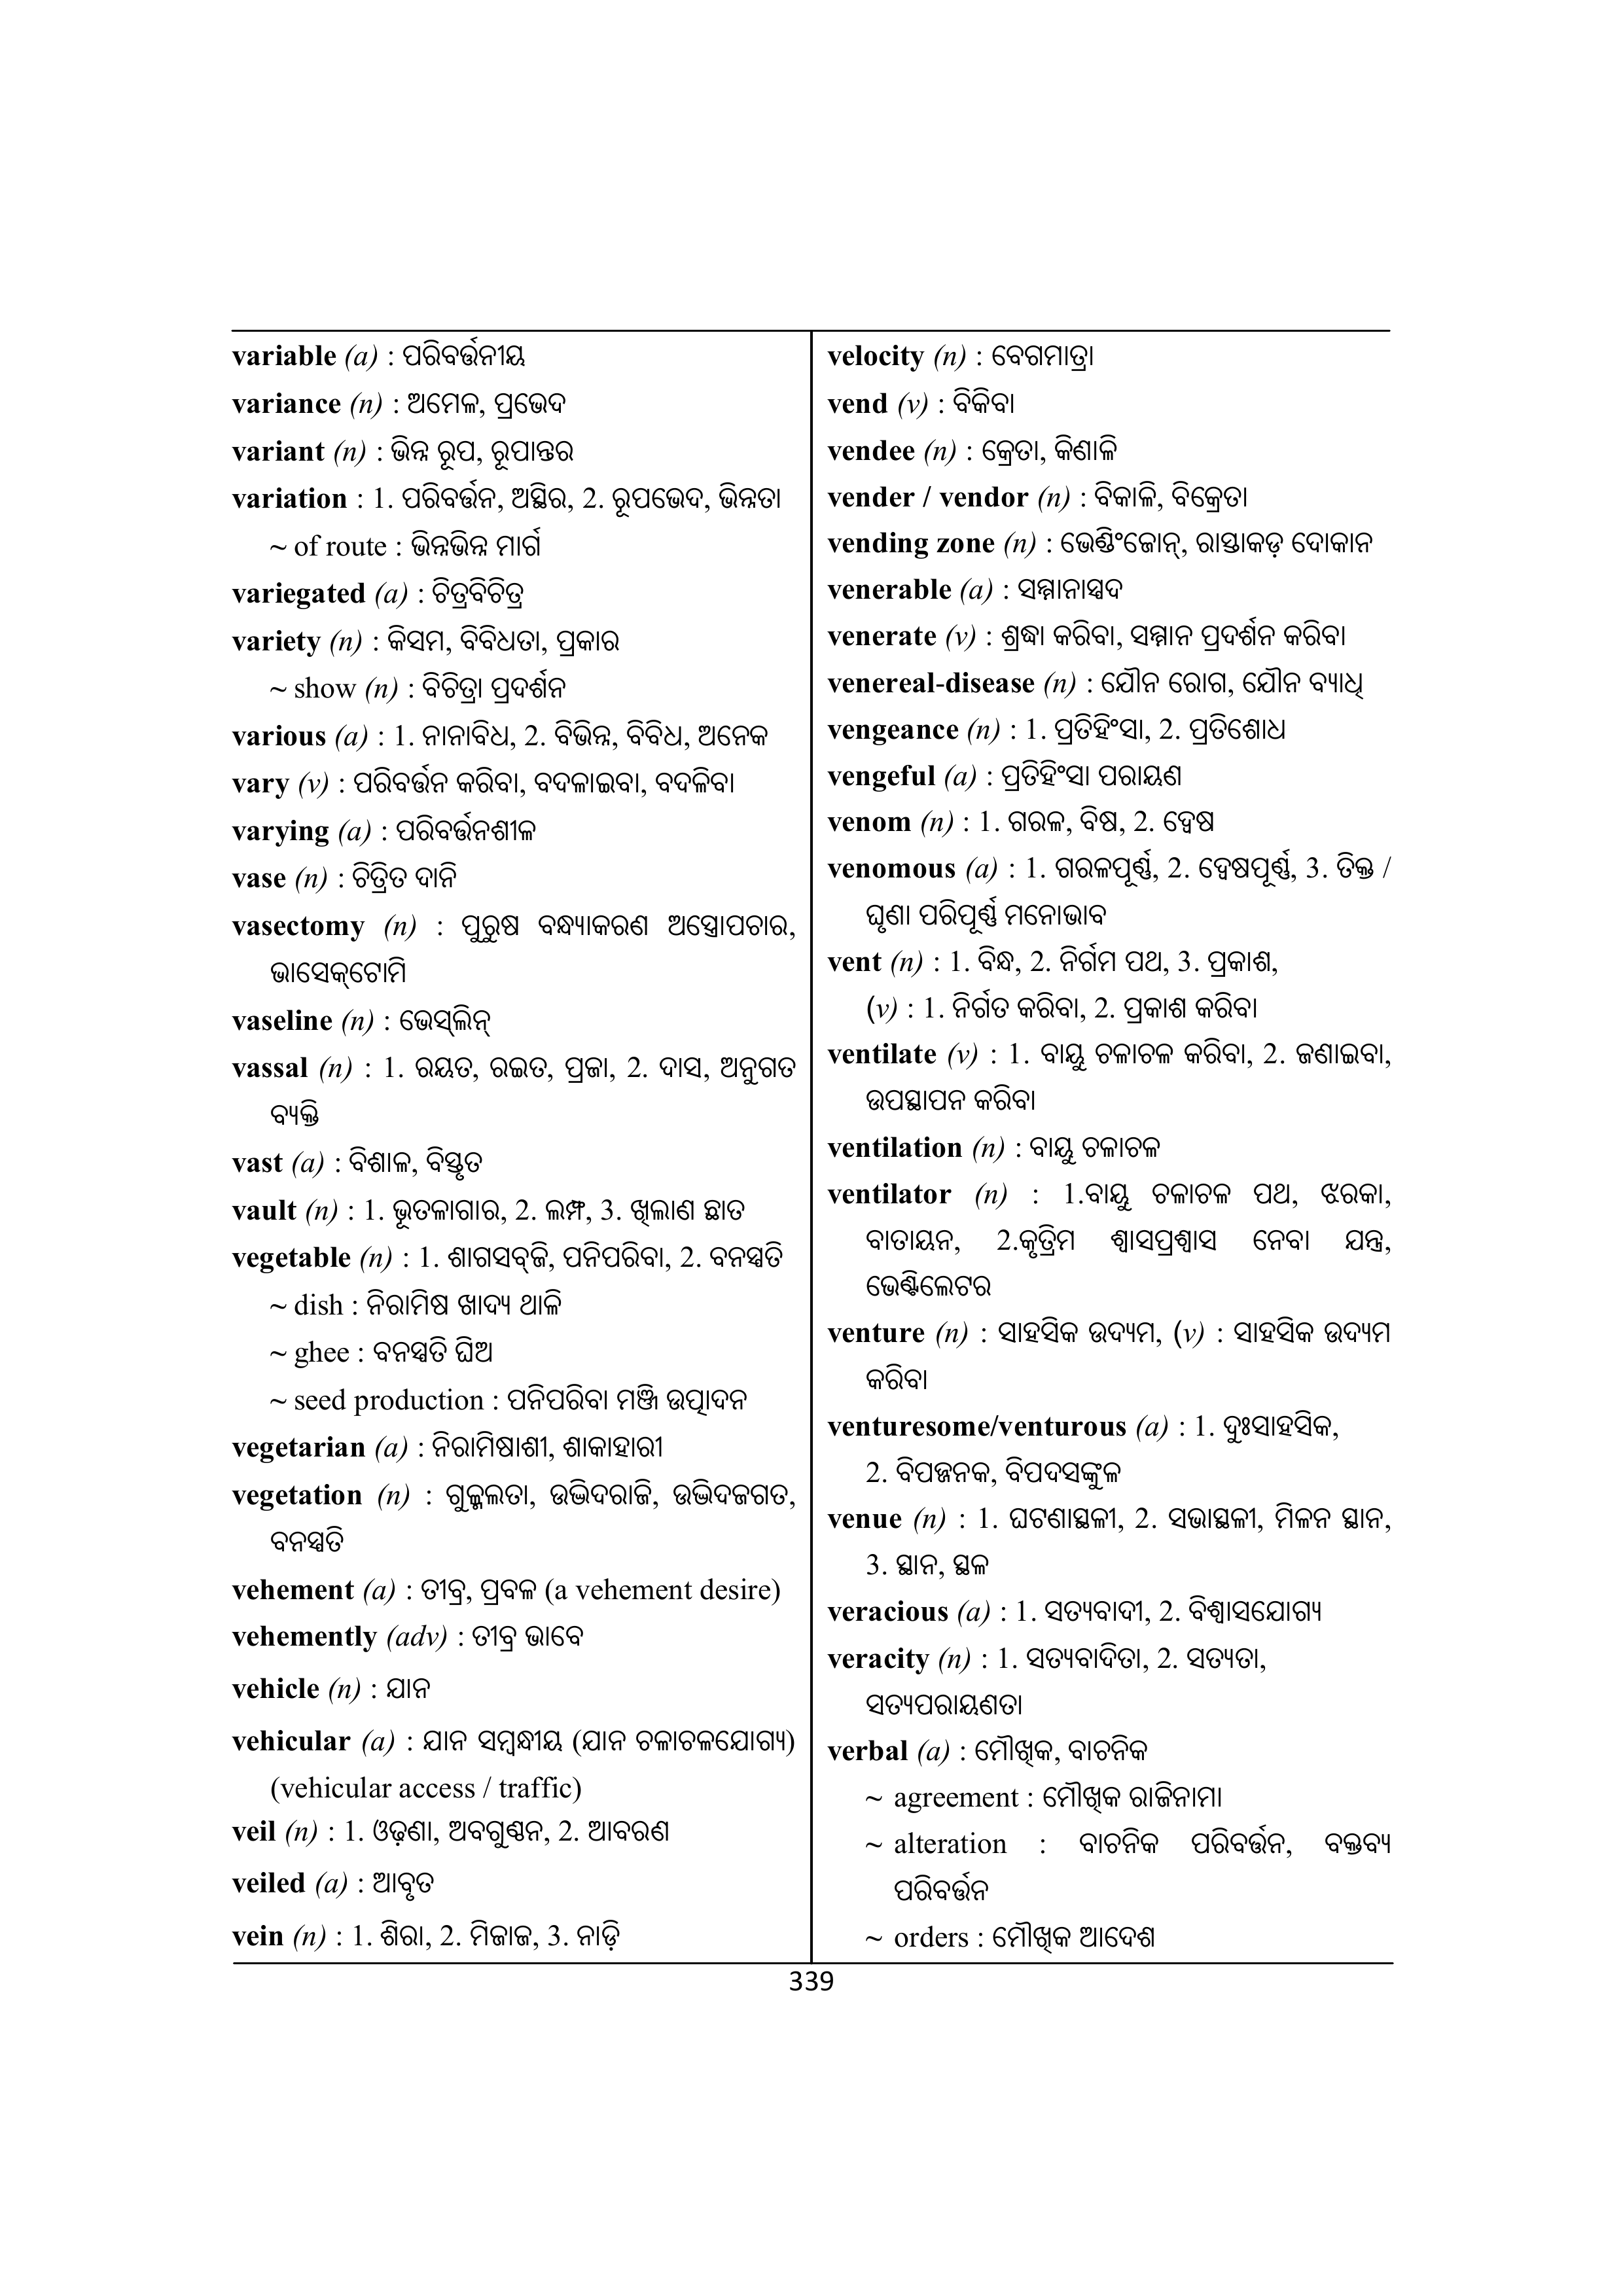 variable (a) : ପରିବର୍ତ୍ତନୀୟ
variance (n) : ଅମେଳ, ପ୍ରଭେଦ
variant (n) : ଭିନ୍ନ ରୂପ, ରୂପାନ୍ତର
variation : 1. ପରିବର୍ତ୍ତନ, ଅସ୍ଥିର, 2. ରୂପଭେଦ, ଭିନ୍ନତା
~ of route : ଭିନ୍ନଭିନ୍ନ ମାର୍ଗ
variegated (a) : ଚିତ୍ରବିଚିତ୍ର
variety (n) : କିସମ, ବିବିଧତା, ପ୍ରକାର
~ show (n) : ବିଚିତ୍ରା ପ୍ରଦର୍ଶନ
various (a) : 1. ନାନାବିଧ, 2. ବିଭିନ୍ନ, ବିବିଧ, ଅନେକ
vary (v) : ପରିବର୍ତ୍ତନ କରିବା, ବଦଳାଇବା, ବଦଳିବା
varying (a) : ପରିବର୍ତ୍ତନଶୀଳ
vase (n) : ଚିତ୍ରିତ ଦାନି
vasectomy (n) : ପୁରୁଷ ବନ୍ଧ୍ୟାକରଣ ଅସ୍ତ୍ରୋପଚାର,
ଭାସେକ୍‌ଟୋମି
vaseline (n) : ଭେସ୍‌ଲିନ୍
vassal (n) : 1. ରୟତ, ରଇତ, ପ୍ରଜା, 2. ଦାସ, ଅନୁଗତ
ବ୍ୟକ୍ତି
vast (a) : ବିଶାଳ, ବିସ୍ତୃତ
vault (n) : 1. ଭୂତଳାଗାର, 2. ଲମ୍ଫ, 3. ଖିଲାଣ ଛାତ
vegetable (n) : 1. ଶାଗସବ୍‌ଜି, ପନିପରିବା, 2. ବନସ୍ପତି
~ dish : ନିରାମିଷ ଖାଦ୍ୟ ଥାଳି
~ ghee : ବନସ୍ପତି ଘିଅ
~ seed production : ପନିପରିବା ମଞ୍ଜି ଉତ୍ପାଦନ
vegetarian (a) : ନିରାମିଷାଶୀ, ଶାକାହାରୀ
vegetation (n) : ଗୁଳ୍ମଲତା, ଉଦ୍ଭିଦରାଜି, ଉଦ୍ଭିଦଜଗତ,
ବନସ୍ପତି
vehement (a) : ତୀବ୍ର, ପ୍ରବଳ (a vehement desire)
vehemently (adv) : ତୀବ୍ର ଭାବେ
vehicle (n) : ଯାନ
vehicular (a) : ଯାନ ସମ୍ବନ୍ଧୀୟ (ଯାନ ଚଳାଚଳଯୋଗ୍ୟ)
(vehicular access / traffic)
veil (n) : 1. ଓଢ଼ଣା, ଅବଗୁଣ୍ଠନ, 2. ଆବରଣ
veiled (a) : ଆବୃତ
vein (n) : 1. ଶିରା, 2. ମିଜାଜ, 3. ନାଡ଼ି
velocity (n) : ବେଗମାତ୍ରା
vend (v) : ବିକିବା
vendee (n) : କ୍ରେତା, କିଣାଳି
vender / vendor (n) : ବିକାଳି, ବିକ୍ରେତା
vending zone (n) : ଭେଣ୍ଡିଂଜୋନ୍, ରାସ୍ତାକଡ଼ ଦୋକାନ
venerable (a) : ସମ୍ମାନାସ୍ପଦ
venerate (v) : ଶ୍ରଦ୍ଧା କରିବା, ସମ୍ମାନ ପ୍ରଦର୍ଶନ କରିବା
venereal-disease (n) : ଯୌନ ରୋଗ, ଯୌନ ବ୍ୟାଧି
vengeance (n) : 1. ପ୍ରତିହିଂସା, 2. ପ୍ରତିଶୋଧ
vengeful (a) : ପ୍ରତିହିଂସା ପରାୟଣ
venom (n) : 1. ଗରଳ, ବିଷ, 2. ଦ୍ୱେଷ
venomous (a) : 1. ଗରଳପୂର୍ଣ୍ଣ, 2. ଦ୍ୱେଷପୂର୍ଣ୍ଣ, 3. ତିକ୍ତ /
ଘୃଣା ପରିପୂର୍ଣ୍ଣ ମନୋଭାବ
vent (n) : 1. ବିନ୍ଧ, 2. ନିର୍ଗମ ପଥ, 3. ପ୍ରକାଶ,
(v) : 1. ନିର୍ଗତ କରିବା, 2. ପ୍ରକାଶ କରିବା
ventilate (v) : 1. ବାୟୁ ଚଳାଚଳ କରିବା, 2. ଜଣାଇବା,
ଉପସ୍ଥାପନ କରିବା
ventilation (n) : ବାୟୁ ଚଳାଚଳ
ventilator (n) : 1.ବାୟୁ ଚଳାଚଳ ପଥ, ଝରକା,
ବାତାୟନ, 2.କୃତ୍ରିମ ଶ୍ୱାସପ୍ରଶ୍ୱାସ ନେବା ଯନ୍ତ୍ର,
ଭେଣ୍ଟିଲେଟର
venture (n) : ସାହସିକ ଉଦ୍ୟମ, (v) : ସାହସିକ ଉଦ୍ୟମ
କରିବା
venturesome/venturous (a) : 1. ଦୁଃସାହସିକ,
2. ବିପଜ୍ଜନକ, ବିପଦସଙ୍କୁଳ
venue (n) : 1. ଘଟଣାସ୍ଥଳୀ, 2. ସଭାସ୍ଥଳୀ, ମିଳନ ସ୍ଥାନ,
3. ସ୍ଥାନ, ସ୍ଥଳ
veracious (a) : 1. ସତ୍ୟବାଦୀ, 2. ବିଶ୍ୱାସଯୋଗ୍ୟ
veracity (n) : 1. ସତ୍ୟବାଦିତା, 2. ସତ୍ୟତା,
ସତ୍ୟପରାୟଣତା
verbal (a) : ମୌଖିକ, ବାଚନିକ
~ agreement : ମୌଖିକ ରାଜିନାମା
~ alteration : ବାଚନିକ ପରିବର୍ତ୍ତନ, ବକ୍ତବ୍ୟ
ପରିବର୍ତ୍ତନ
~ orders : ମୌଖିକ ଆଦେଶ
339